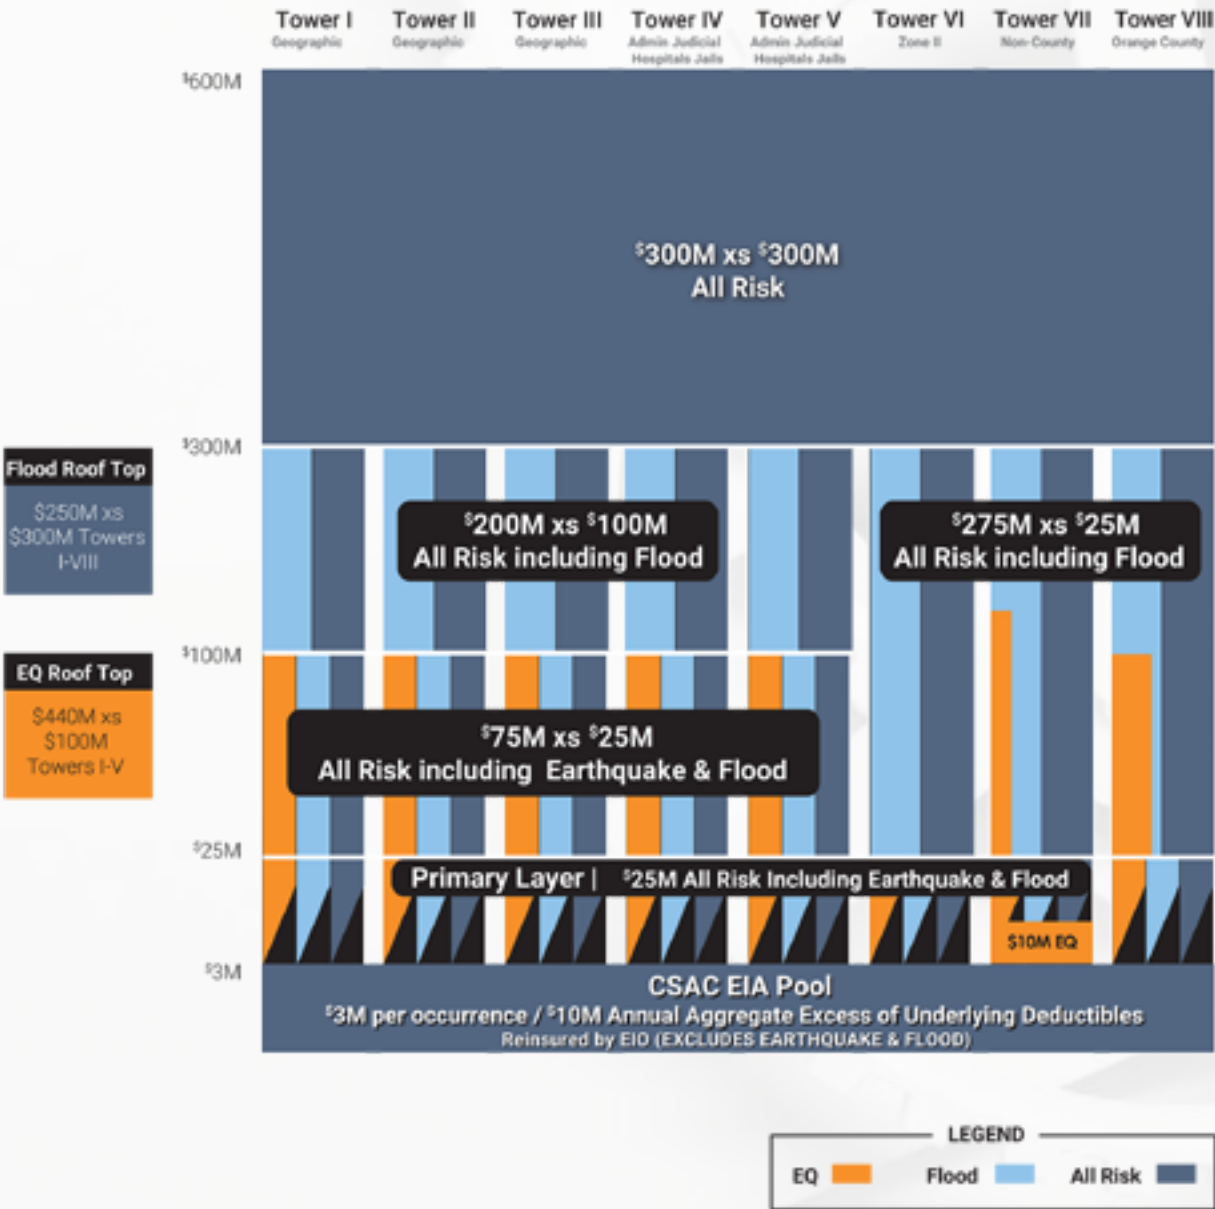 Tower I
Geographic
Tower II
Geographic
Tower III
Geographic
Tower IV
Admin Judicial
Hospitals Jails
Tower V
Admin Judicial
Hospitals Jails
Tower VI
Zone II
Tower VII
Non-County
Tower VIII
Orange County
$600M
$300M xs $300M
All Risk
$300M
Flood Roof Top
$250M xs
$300M Towers
I-VIII
$200M xs $100M
All Risk including Flood
$275M xs $25M
All Risk including Flood
$100M
EQ Roof Top
$440M xs
$100M
Towers I-V
$75M xs $25M
All Risk including Earthquake & Flood
$25M
Primary Layer | $25M All Risk Including Earthquake & Flood
$10M EQ
$3M
CSAC EIA Pool
$3M per occurrence / $10M Annual Aggregate Excess of Underlying Deductibles
Reinsured by EIO (EXCLUDES EARTHQUAKE & FLOOD)
LEGEND
EQ
Flood
All Risk